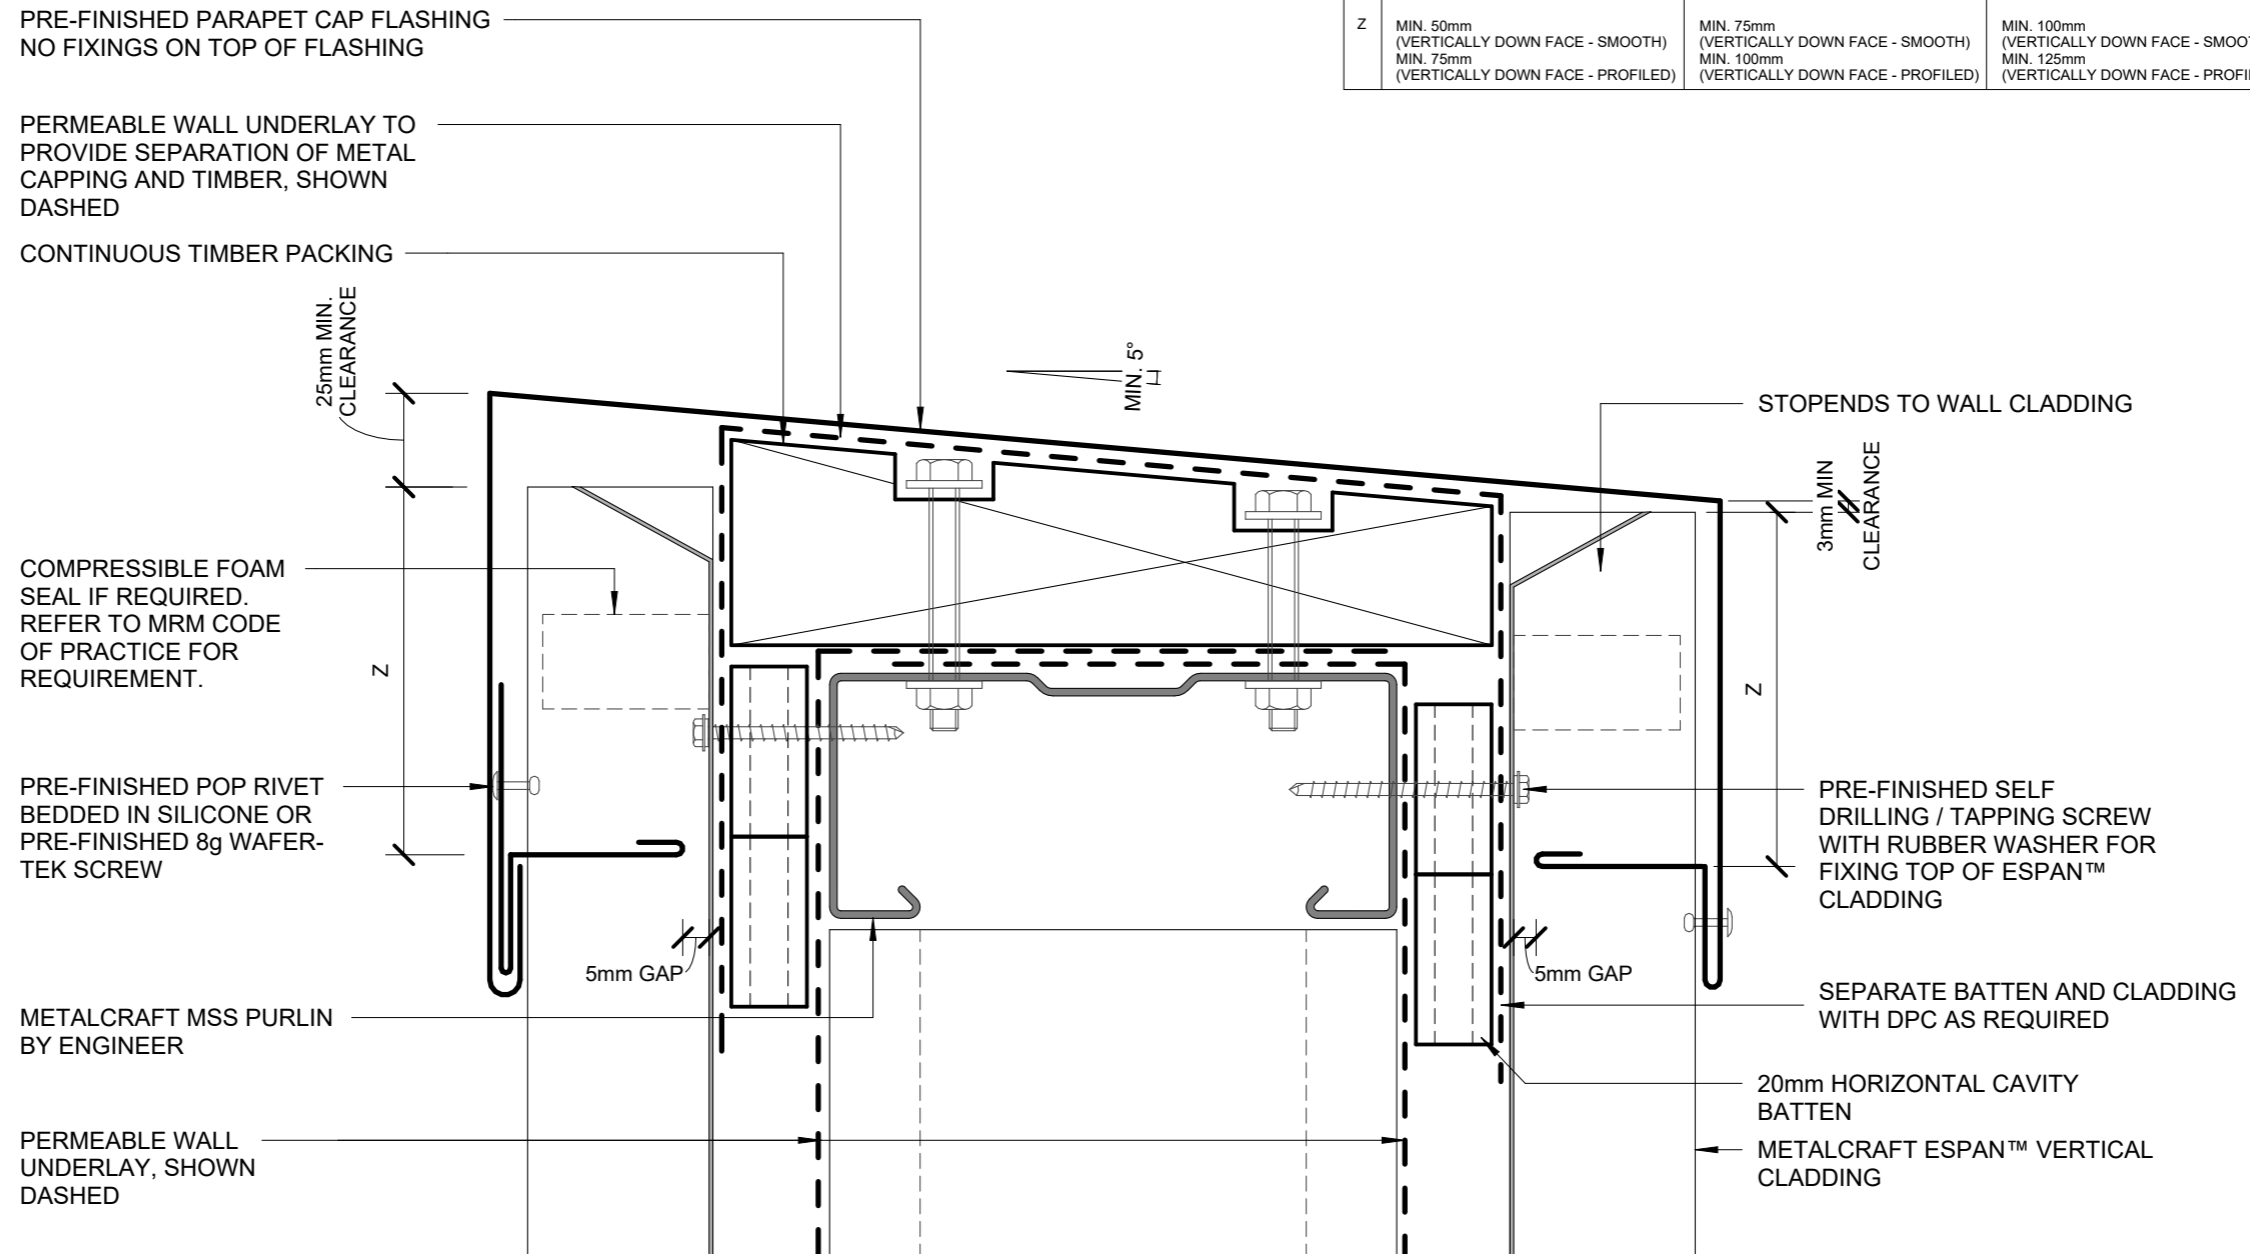 PRE-FINISHED PARAPET CAP FLASHING
NO FIXINGS ON TOP OF FLASHING
Z
MIN. 50mm
(VERTICALLY DOWN FACE - SMOOTH)
MIN. 75mm
(VERTICALLY DOWN FACE - PROFILED)
MIN. 75mm
(VERTICALLY DOWN FACE - SMOOTH)
MIN. 100mm
(VERTICALLY DOWN FACE - PROFILED)
MIN. 100mm
(VERTICALLY DOWN FACE -
MIN. 125mm
(VERTICALLY DOWN FACE -
PERMEABLE WALL UNDERLAY TO
PROVIDE SEPARATION OF METAL
CAPPING AND TIMBER, SHOWN
DASHED
CONTINUOUS TIMBER PACKING
25mm MIN.
CLEARANCE
MIN. 5°
STOPENDS TO WALL CLADDING
3mm MIN
CLEARANCE
COMPRESSIBLE FOAM
SEAL IF REQUIRED.
REFER TO MRM CODE
OF PRACTICE FOR
REQUIREMENT.
Z
Z
PRE-FINISHED POP RIVET
BEDDED IN SILICONE OR
PRE-FINISHED 8g WAFER-
TEK SCREW
PRE-FINISHED SELF
DRILLING / TAPPING SCREW
WITH RUBBER WASHER FOR
FIXING TOP OF ESPAN™
CLADDING
5mm GAP
5mm GAP
METALCRAFT MSS PURLIN
BY ENGINEER
SEPARATE BATTEN AND CLADDING
WITH DPC AS REQUIRED
20mm HORIZONTAL CAVITY
BATTEN
PERMEABLE WALL
UNDERLAY, SHOWN
DASHED
METALCRAFT ESPAN™ VERTICAL
CLADDING